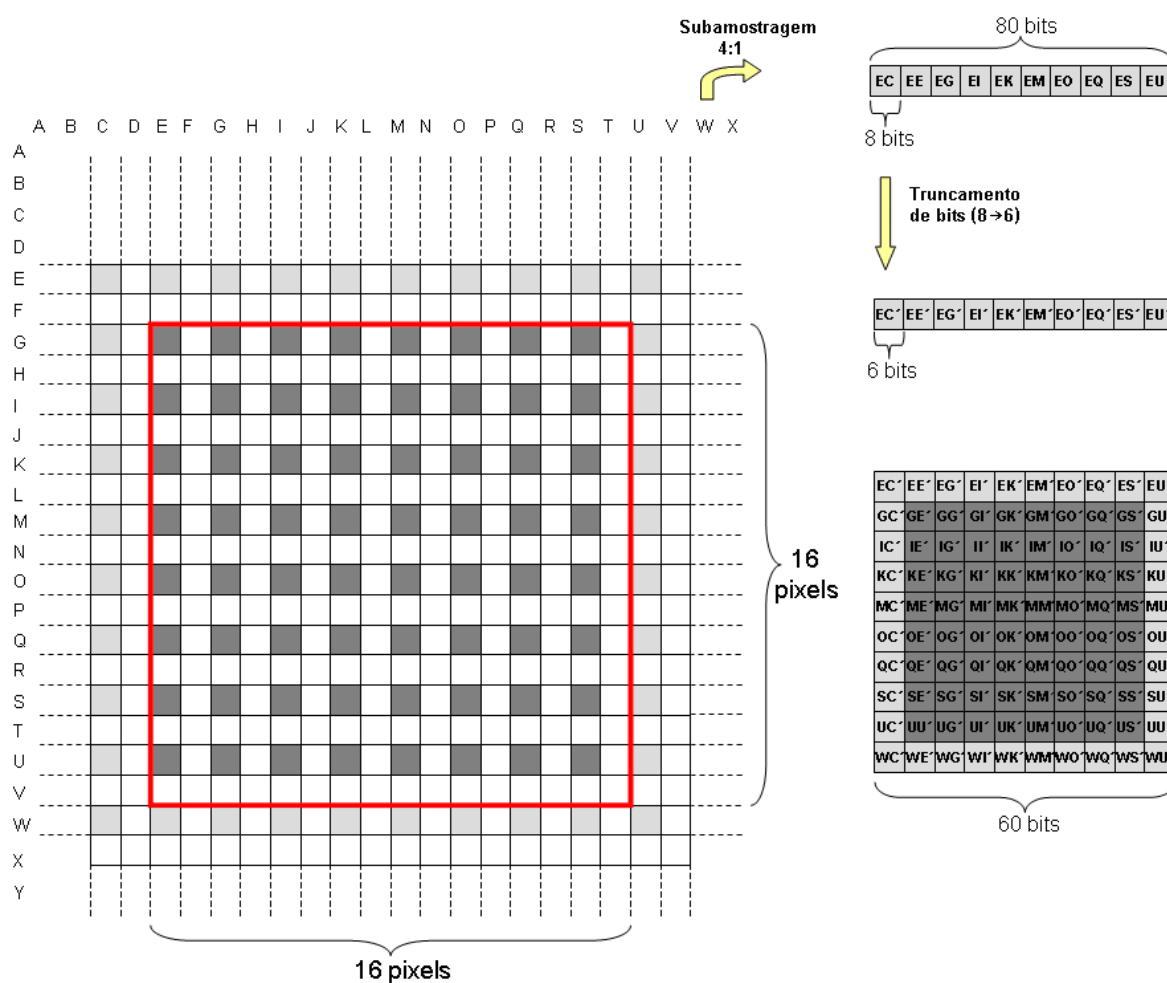 Subamostragem
4:1
80 bits
EC EE EG EI EK EM EO EQ ES EU
8 bits
A B C D E F G H I J K L M N O P Q R S T U V W X
A
B
C
D
E
F
G
H
I
J
K
L
M
N
O
P
Q
R
S
T
U
V
W
X
Y
16
pixels
16 pixels
Truncamento
de bits (8→6)
EC´ EE´ EG´ EI´ EK´ EM´ EO´ EQ´ ES´ EU´
6 bits
EC´ EE´ EG´ EI´ EK´ EM´ EO´ EQ´ ES´ EU
GC´ GE´ GG´ GI´ GK´ GM´ GO´ GQ´ GS´ GU
IC´ IE´ IG´ II´ IK´ IM´ IO´ IQ´ IS´ IU´
KC´ KE´ KG´ KI´ KK´ KM´ KO´ KQ´ KS´ KU
MC´ ME´ MG´ MI´ MK´ MM´ MO´ MQ´ MS´ MU
OC´ OE´ OG´ OI´ OK´ OM´ OO´ OQ´ OS´ OU
QC´ QE´ QG´ QI´ QK´ QM´ QO´ QQ´ QS´ QU
SC´ SE´ SG´ SI´ SK´ SM´ SO´ SQ´ SS´ SU
UC´ UU´ UG´ UI´ UK´ UM´ UO´ UQ´ US´ UU
WC´ WE´ WG´ WI´ WK´ WM´ WO´ WQ´ WS´ WU
60 bits